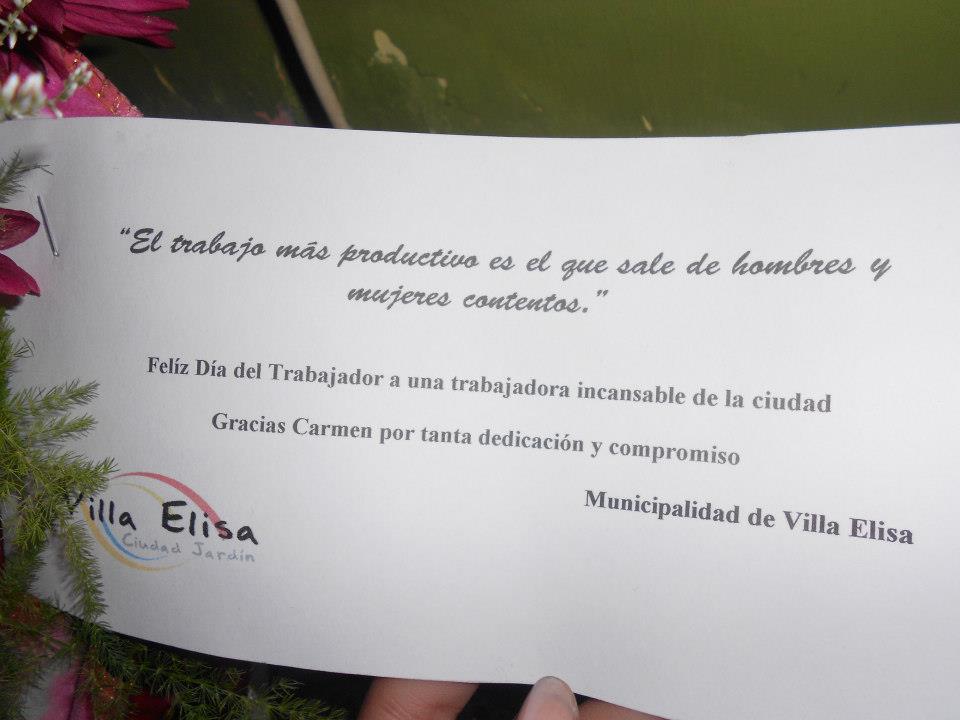 “El trabajo más productivo es el que sale de hombres y
mujeres contentos.”
Felíz Día del Trabajador a una trabajadora incansable de la ciudad
Gracias Carmen por tanta dedicación y compromiso
Municipalidad de Villa Elisa
Villa Elisa
Ciudad Jardín